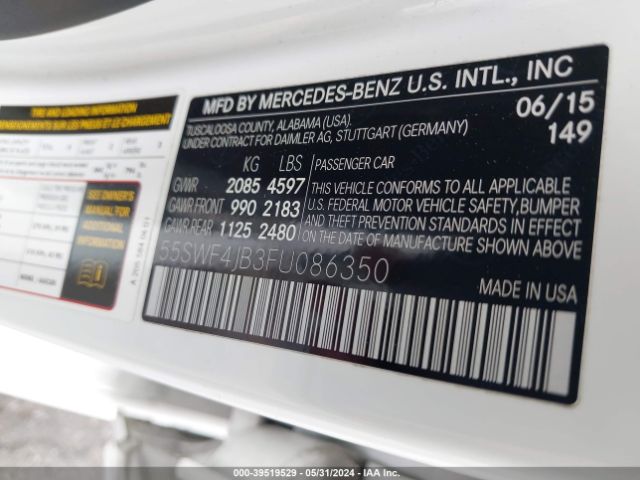 MFD BY MERCEDES-BENZ U.S. INTL., INC
TUSCALOOSA COUNTY, ALABAMA (USA)
UNDER CONTRACT FOR DAIMLER AG, STUTTGART (GERMANY)
06/15
149
KG LBS
GVWR 2085 4597
GAWR FRONT 990 2183
GAWR REAR 1125 2480
PASSENGER CAR
THIS VEHICLE CONFORMS TO ALL APPLICABLE
U.S. FEDERAL MOTOR VEHICLE SAFETY, BUMPER
AND THEFT PREVENTION STANDARDS IN EFFECT
ON THE DATE OF MANUFACTURE SHOWN ABOVE
55SWF4JB3FU086350
MADE IN USA
TIRE AND LOADING INFORMATION
SEE OWNER'S
MANUAL FOR
ADDITIONAL
INFORMATION
000-39519529 - 05/31/2024 - IAA Inc.